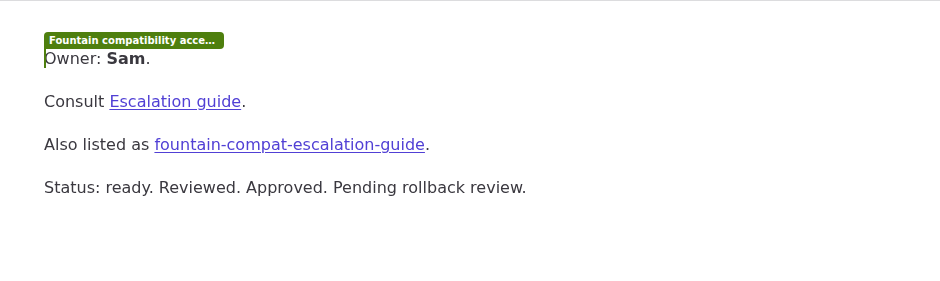 Fountain compatibility acce...
Owner: Sam.
Consult Escalation guide.
Also listed as fountain-compat-escalation-guide.
Status: ready. Reviewed. Approved. Pending rollback review.